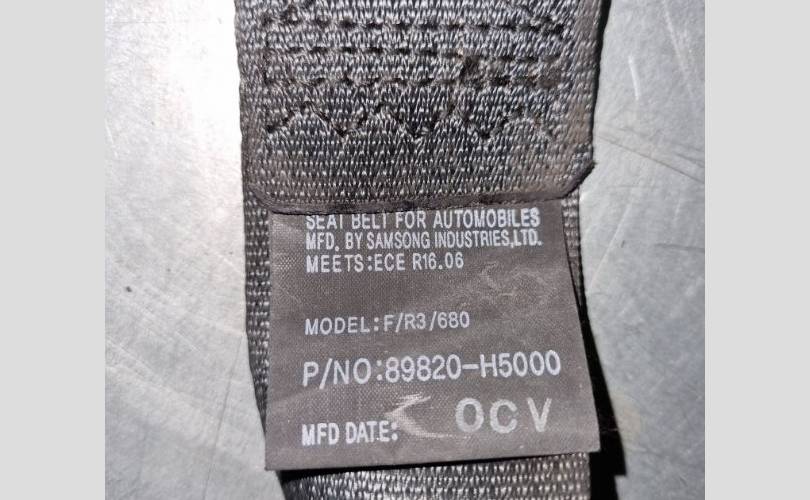 SEAT BELT FOR AUTOMOBILES
MFD. BY SAMSONG INDUSTRIES,LTD.
MEETS:ECE R16.06
MODEL:F/R3/680
P/NO:89820-H5000
MFD DATE: OCV